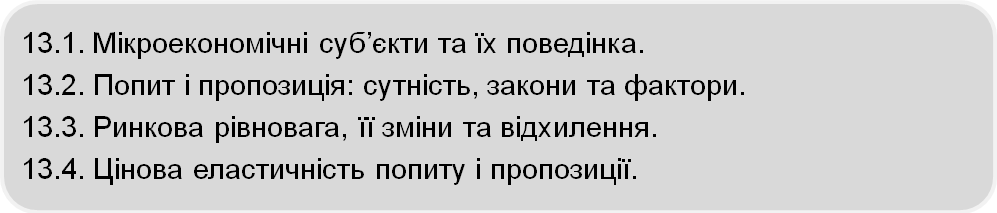 13.1. Мікроекономічні суб’єкти та їх поведінка.
13.2. Попит і пропозиція: сутність, закони та фактори.
13.3. Ринкова рівновага, її зміни та відхилення.
13.4. Цінова еластичність попиту і пропозиції.